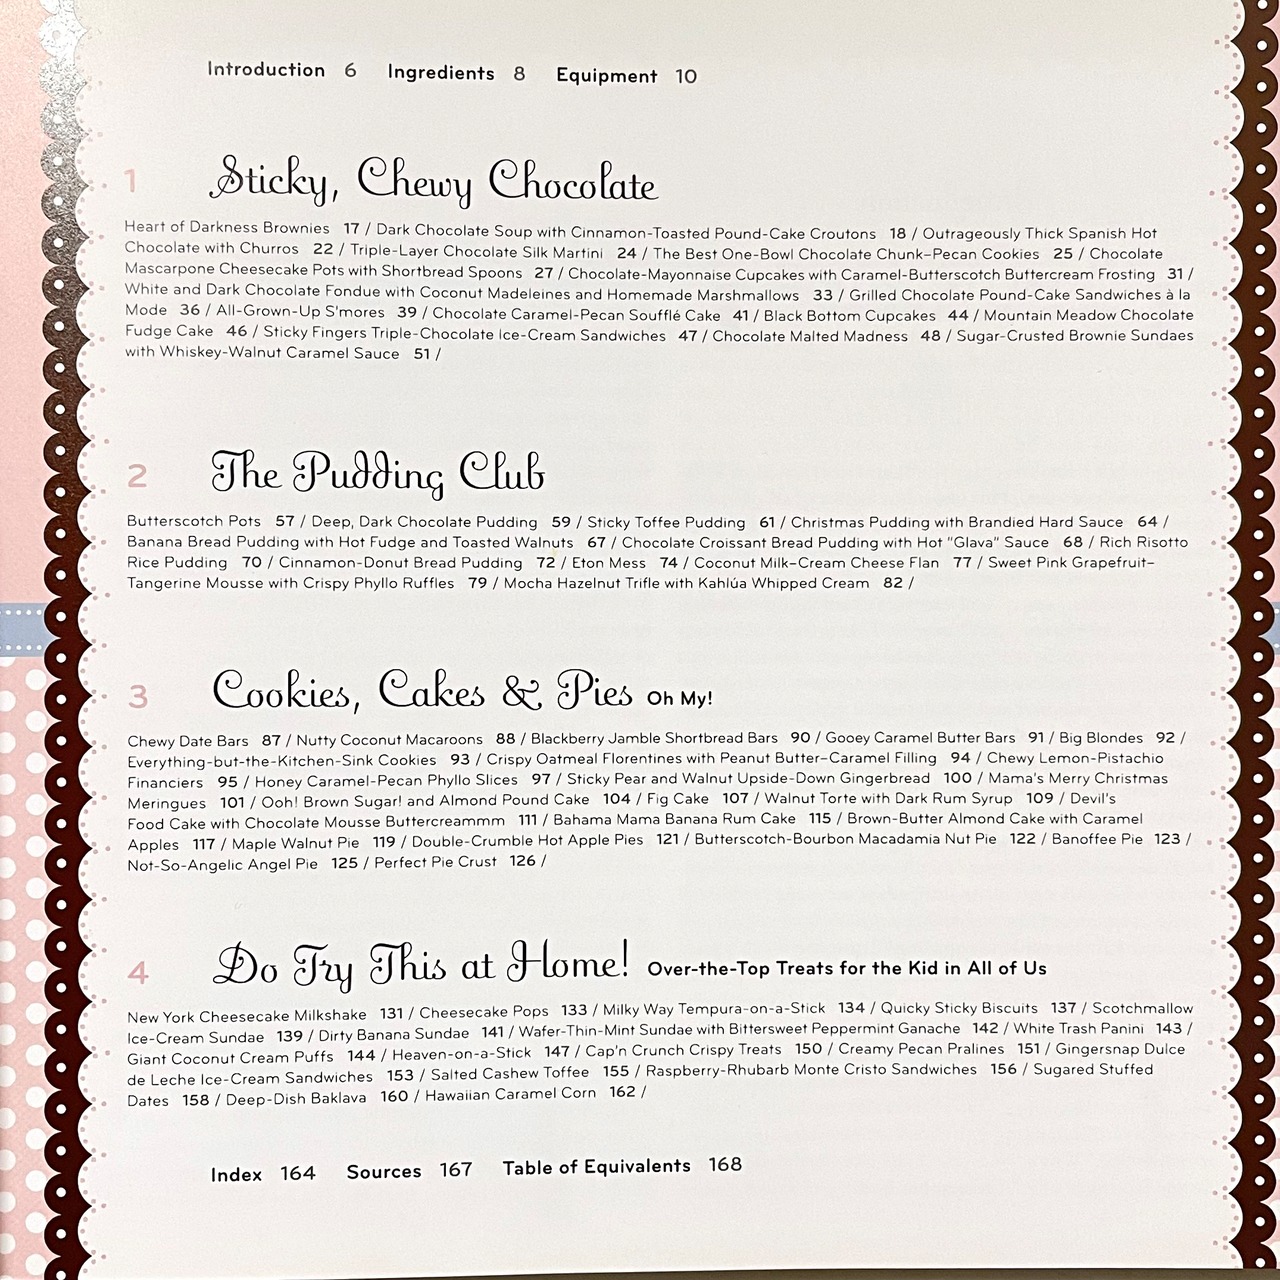 Introduction 6 Ingredients 8 Equipment 10
1 Sticky, Chewy Chocolate
Heart of Darkness Brownies 17 / Dark Chocolate Soup with Cinnamon-Toasted Pound-Cake Croutons 18 / Outrageously Thick Spanish Hot
Chocolate with Churros 22 / Triple-Layer Chocolate Silk Martini 24 / The Best One-Bowl Chocolate Chunk–Pecan Cookies 25 / Chocolate
Mascarpone Cheesecake Pots with Shortbread Spoons 27 / Chocolate-Mayonnaise Cupcakes with Caramel-Butterscotch Buttercream Frosting 31 /
White and Dark Chocolate Fondue with Coconut Madeleines and Homemade Marshmallows 33 / Grilled Chocolate Pound-Cake Sandwiches à la
Mode 36 / All-Grown-Up S'mores 39 / Chocolate Caramel-Pecan Soufflé Cake 41 / Black Bottom Cupcakes 44 / Mountain Meadow Chocolate
Fudge Cake 46 / Sticky Fingers Triple-Chocolate Ice-Cream Sandwiches 47 / Chocolate Malted Madness 48 / Sugar-Crusted Brownie Sundaes
with Whiskey-Walnut Caramel Sauce 51 /
2 The Pudding Club
Butterscotch Pots 57 / Deep, Dark Chocolate Pudding 59 / Sticky Toffee Pudding 61 / Christmas Pudding with Brandied Hard Sauce 64 /
Banana Bread Pudding with Hot Fudge and Toasted Walnuts 67 / Chocolate Croissant Bread Pudding with Hot "Glava" Sauce 68 / Rich Risotto
Rice Pudding 70 / Cinnamon-Donut Bread Pudding 72 / Eton Mess 74 / Coconut Milk–Cream Cheese Flan 77 / Sweet Pink Grapefruit–
Tangerine Mousse with Crispy Phyllo Ruffles 79 / Mocha Hazelnut Trifle with Kahlúa Whipped Cream 82 /
3 Cookies, Cakes & Pies Oh My!
Chewy Date Bars 87 / Nutty Coconut Macaroons 88 / Blackberry Jamble Shortbread Bars 90 / Gooey Caramel Butter Bars 91 / Big Blondes 92 /
Everything-but-the-Kitchen-Sink Cookies 93 / Crispy Oatmeal Florentines with Peanut Butter–Caramel Filling 94 / Chewy Lemon-Pistachio
Financiers 95 / Honey Caramel-Pecan Phyllo Slices 97 / Sticky Pear and Walnut Upside-Down Gingerbread 100 / Mama's Merry Christmas
Meringues 101 / Ooh! Brown Sugar! and Almond Pound Cake 104 / Fig Cake 107 / Walnut Torte with Dark Rum Syrup 109 / Devil's
Food Cake with Chocolate Mousse Buttercreammm 111 / Bahama Mama Banana Rum Cake 115 / Brown-Butter Almond Cake with Caramel
Apples 117 / Maple Walnut Pie 119 / Double-Crumble Hot Apple Pies 121 / Butterscotch-Bourbon Macadamia Nut Pie 122 / Banoffee Pie 123 /
Not-So-Angelic Angel Pie 125 / Perfect Pie Crust 126 /
4 Do Try This at Home! Over-the-Top Treats for the Kid in All of Us
New York Cheesecake Milkshake 131 / Cheesecake Pops 133 / Milky Way Tempura-on-a-Stick 134 / Quicky Sticky Biscuits 137 / Scotchmallow
Ice-Cream Sundae 139 / Dirty Banana Sundae 141 / Wafer-Thin-Mint Sundae with Bittersweet Peppermint Ganache 142 / White Trash Panini 143 /
Giant Coconut Cream Puffs 144 / Heaven-on-a-Stick 147 / Cap'n Crunch Crispy Treats 150 / Creamy Pecan Pralines 151 / Gingersnap Dulce
de Leche Ice-Cream Sandwiches 153 / Salted Cashew Toffee 155 / Raspberry-Rhubarb Monte Cristo Sandwiches 156 / Sugared Stuffed
Dates 158 / Deep-Dish Baklava 160 / Hawaiian Caramel Corn 162 /
Index 164 Sources 167 Table of Equivalents 168